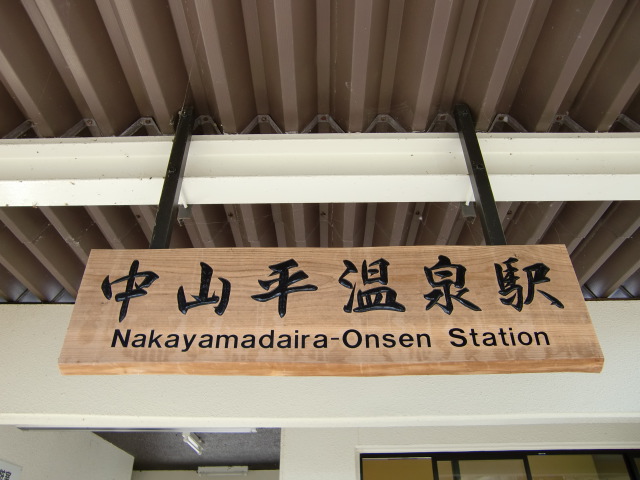 中山平温泉駅
Nakayamadaira-Onsen Station